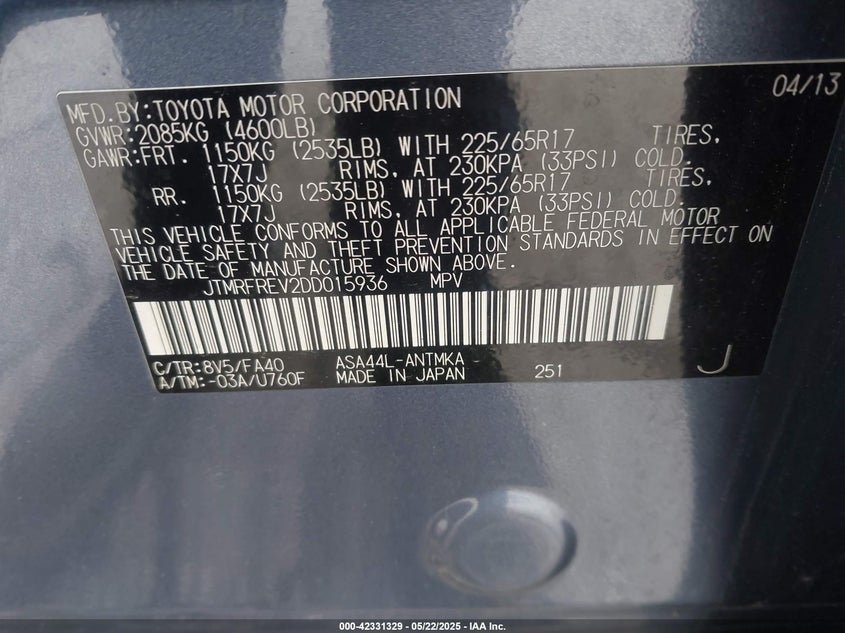 04/13
MFD.BY:TOYOTA MOTOR CORPORATION
GVWR:2085KG (4600LB)
GAWR:FRT. 1150KG (2535LB) WITH 225/65R17 TIRES,
17X7J RIMS, AT 230KPA (33PSI) COLD.
RR. 1150KG (2535LB) WITH 225/65R17 TIRES,
17X7J RIMS, AT 230KPA (33PSI) COLD.
THIS VEHICLE CONFORMS TO ALL APPLICABLE FEDERAL MOTOR
VEHICLE SAFETY AND THEFT PREVENTION STANDARDS IN EFFECT ON
THE DATE OF MANUFACTURE SHOWN ABOVE.
JTMRFREV2DD015936 MPV
C/TR:8V5/FA40 ASA44L-ANTMKA
A/TM:-03A/U760F MADE IN JAPAN 251 J
000-42331329 - 05/22/2025 - IAA Inc.